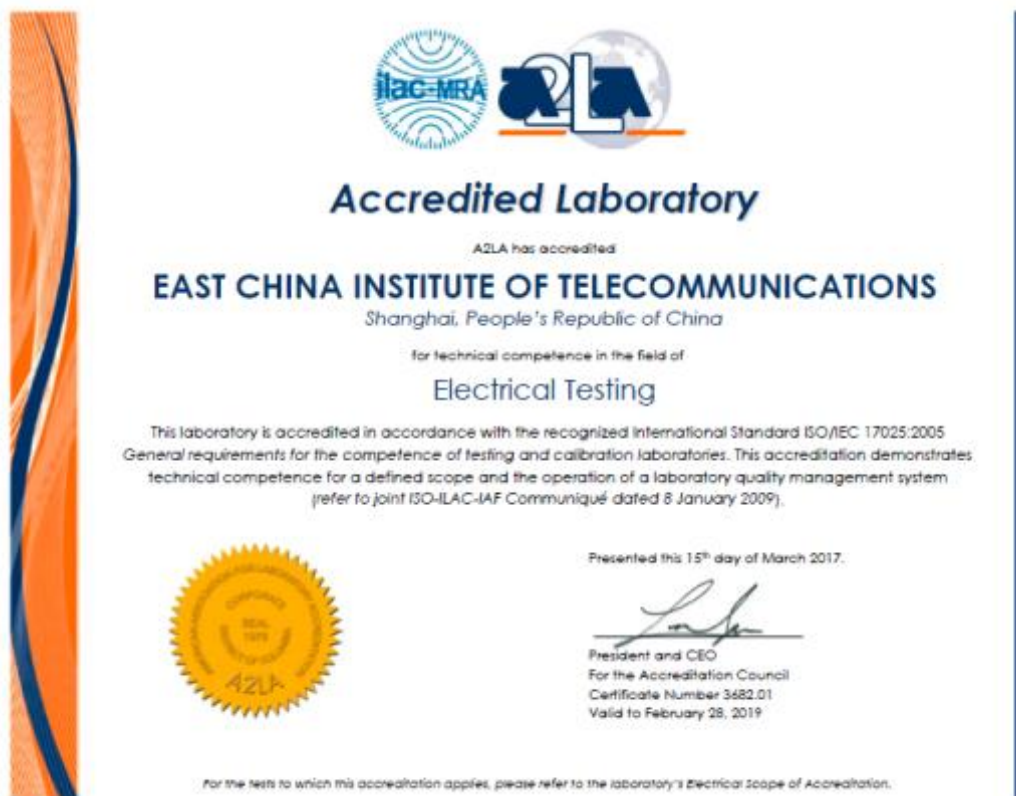 ilac-MRA
A2LA
Accredited Laboratory
A2LA has accredited
EAST CHINA INSTITUTE OF TELECOMMUNICATIONS
Shanghai, People's Republic of China
for technical competence in the field of
Electrical Testing
This laboratory is accredited in accordance with the recognized International Standard ISO/IEC 17025:2005
General requirements for the competence of testing and calibration laboratories. This accreditation demonstrates
technical competence for a defined scope and the operation of a laboratory quality management system
(refer to joint ISO-ILAC-IAF Communiqué dated 8 January 2009).
Presented this 15th day of March 2017.
President and CEO
For the Accreditation Council
Certificate Number 3682.01
Valid to February 28, 2019
CORPORATE
SEAL
1978
A2LA
For the tests to which this accreditation applies, please refer to the laboratory's Electrical Scope of Accreditation.